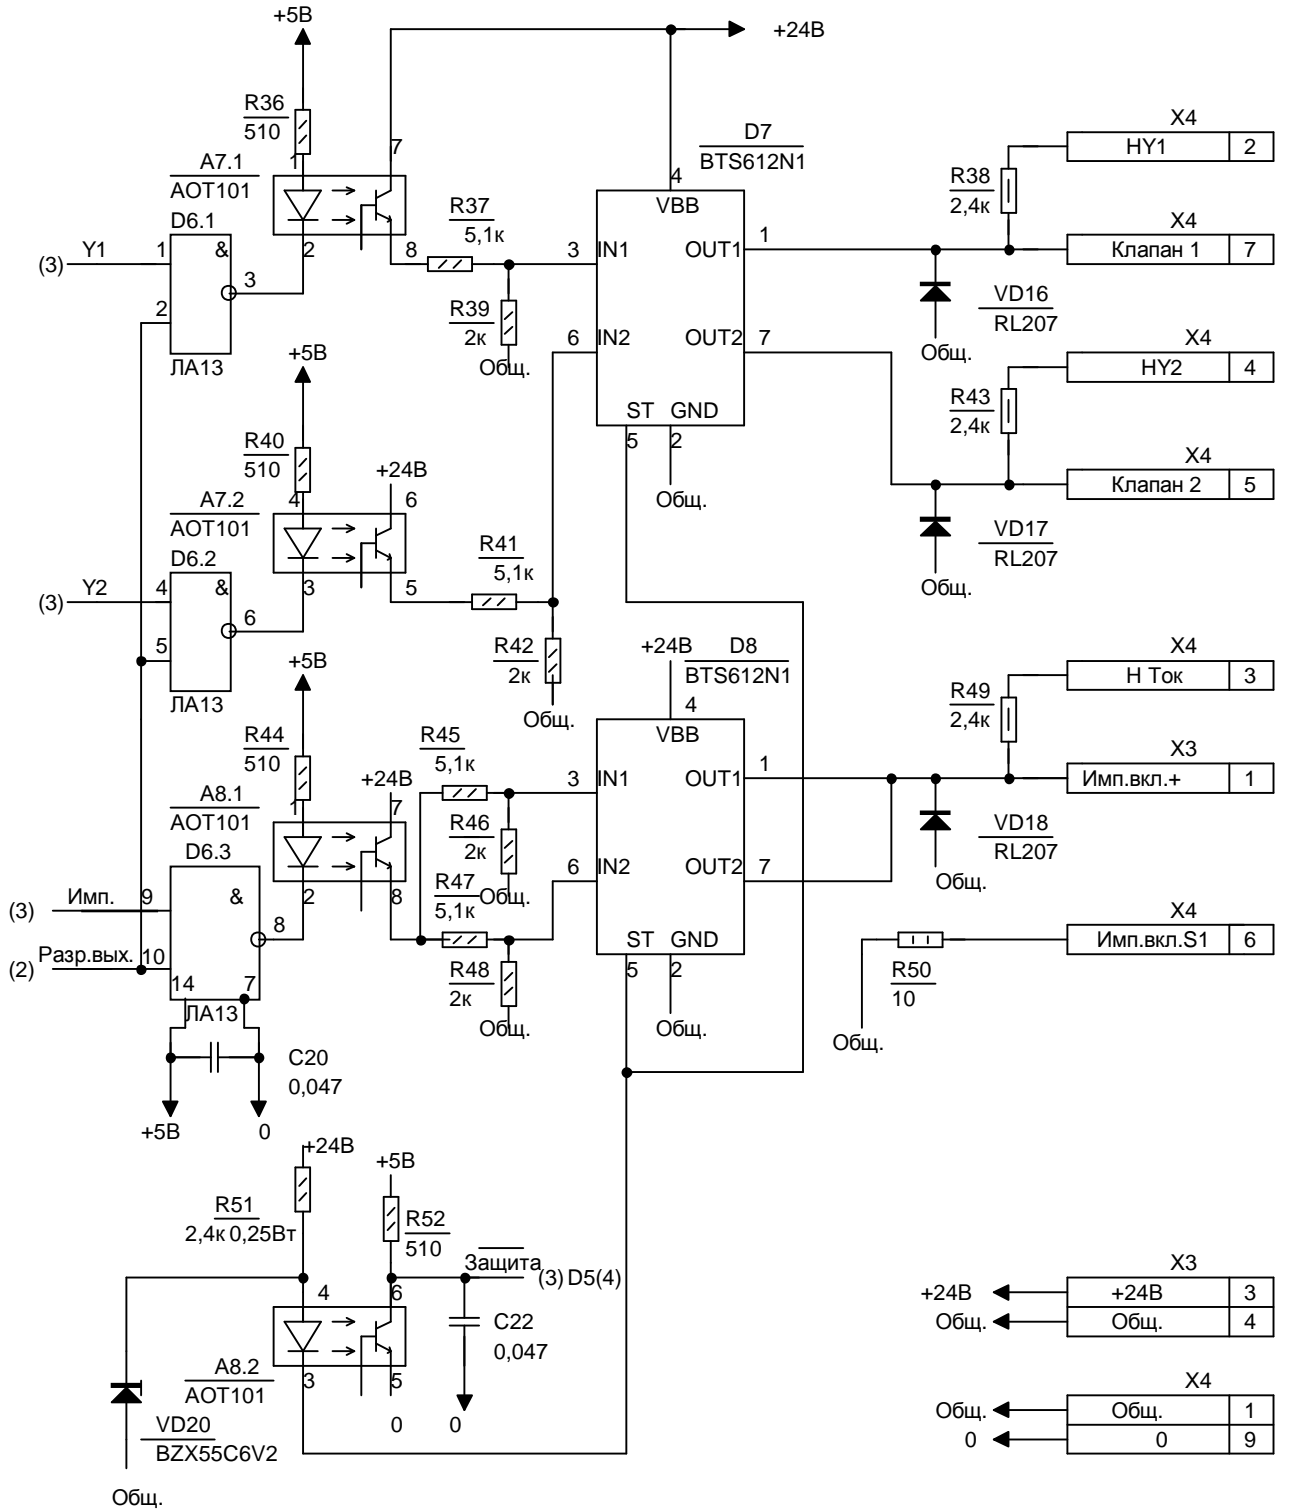 +5В
+24В
R36
510
1
7
A7.1
АОТ101
D6.1
(3)
Y1
1
&
3
2
2
8
ЛА13
R37
5,1к
R39
2к
Общ.
D7
BTS612N1
4
VBB
3
IN1
OUT1
1
6
IN2
OUT2
7
ST
GND
5
2
Общ.
X4
HY1
2
R38
2,4к
X4
Клапан 1
7
VD16
RL207
Общ.
X4
HY2
4
R43
2,4к
X4
Клапан 2
5
VD17
RL207
Общ.
+5В
R40
510
+24В
4
6
A7.2
АОТ101
D6.2
(3)
Y2
4
&
6
5
3
5
ЛА13
R41
5,1к
R42
2к
Общ.
+5В
R44
510
+24В
1
7
A8.1
АОТ101
D6.3
(3)
Имп.
9
&
8
2
8
(2)
Разр.вых.
10
14
7
ЛА13
C20
0,047
+5В
0
R45
5,1к
R46
2к
Общ.
R47
5,1к
R48
2к
Общ.
+24В
D8
BTS612N1
4
VBB
3
IN1
OUT1
1
6
IN2
OUT2
7
ST
GND
5
2
Общ.
X4
Н Ток
3
R49
2,4к
X3
Имп.вкл.+
1
VD18
RL207
Общ.
X4
Имп.вкл.S1
6
R50
10
Общ.
+24В
R51
2,4к 0,25Вт
+5В
R52
510
Защита
(3) D5(4)
4
6
C22
0,047
A8.2
АОТ101
3
5
0
0
VD20
BZX55C6V2
Общ.
X3
+24В
+24В
3
Общ.
Общ.
4
X4
Общ.
Общ.
1
0
0
9